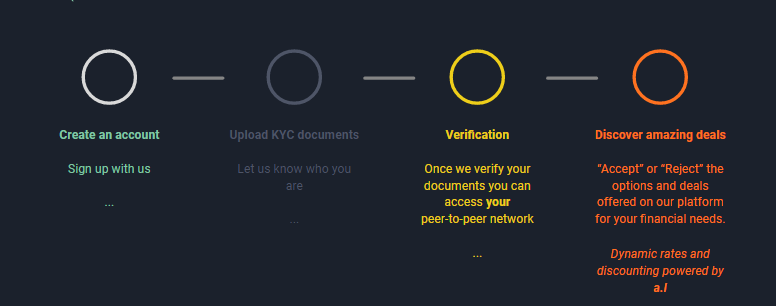 Create an account
Sign up with us
...
Upload KYC documents
Let us know who you
are
...
Verification
Once we verify your
documents you can
access your
peer-to-peer network
...
Discover amazing deals
“Accept” or “Reject” the
options and deals
offered on our platform
for your financial needs.
Dynamic rates and
discounting powered by
a.I